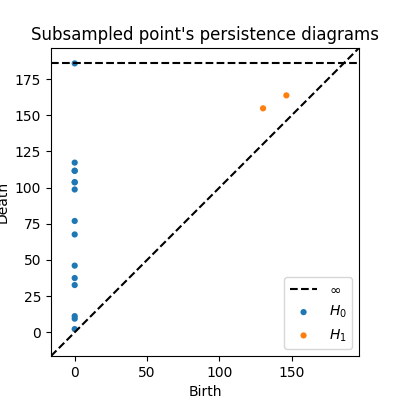 Subsampled point's persistence diagrams
175
150
125
100
75
50
25
0
Death
0 50 100 150
Birth
∞
H₀
H₁